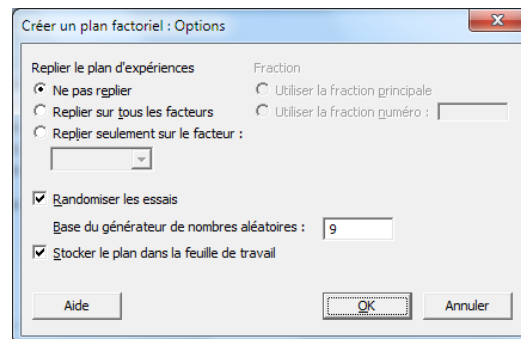 Créer un plan factoriel : Options
Replier le plan d'expériences
Fraction
Ne pas replier
Utiliser la fraction principale
Replier sur tous les facteurs
Utiliser la fraction numéro :
Replier seulement sur le facteur :
Randomiser les essais
Base du générateur de nombres aléatoires : 9
Stocker le plan dans la feuille de travail
Aide
OK
Annuler